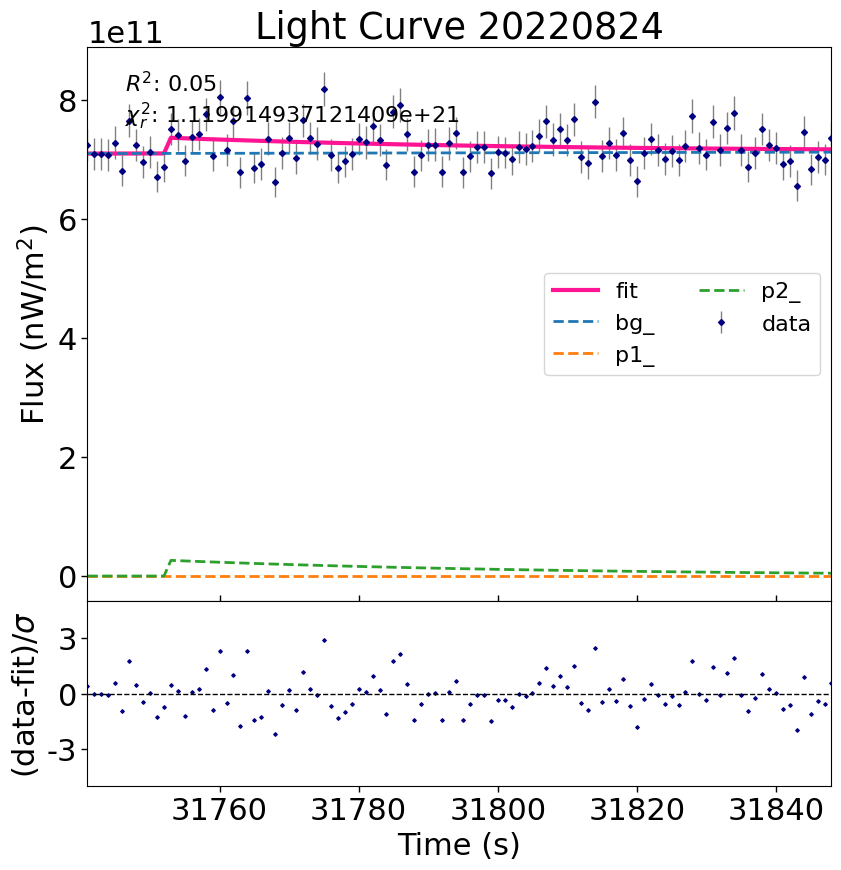 Light Curve 20220824
1e11
R²: 0.05
χ²ᵣ: 1.119914937121409e+21
8
6
4
2
0
Flux (nW/m²)
fit
bg_
p1_
p2_
data
3
0
-3
(data-fit)/σ
31760 31780 31800 31820 31840
Time (s)